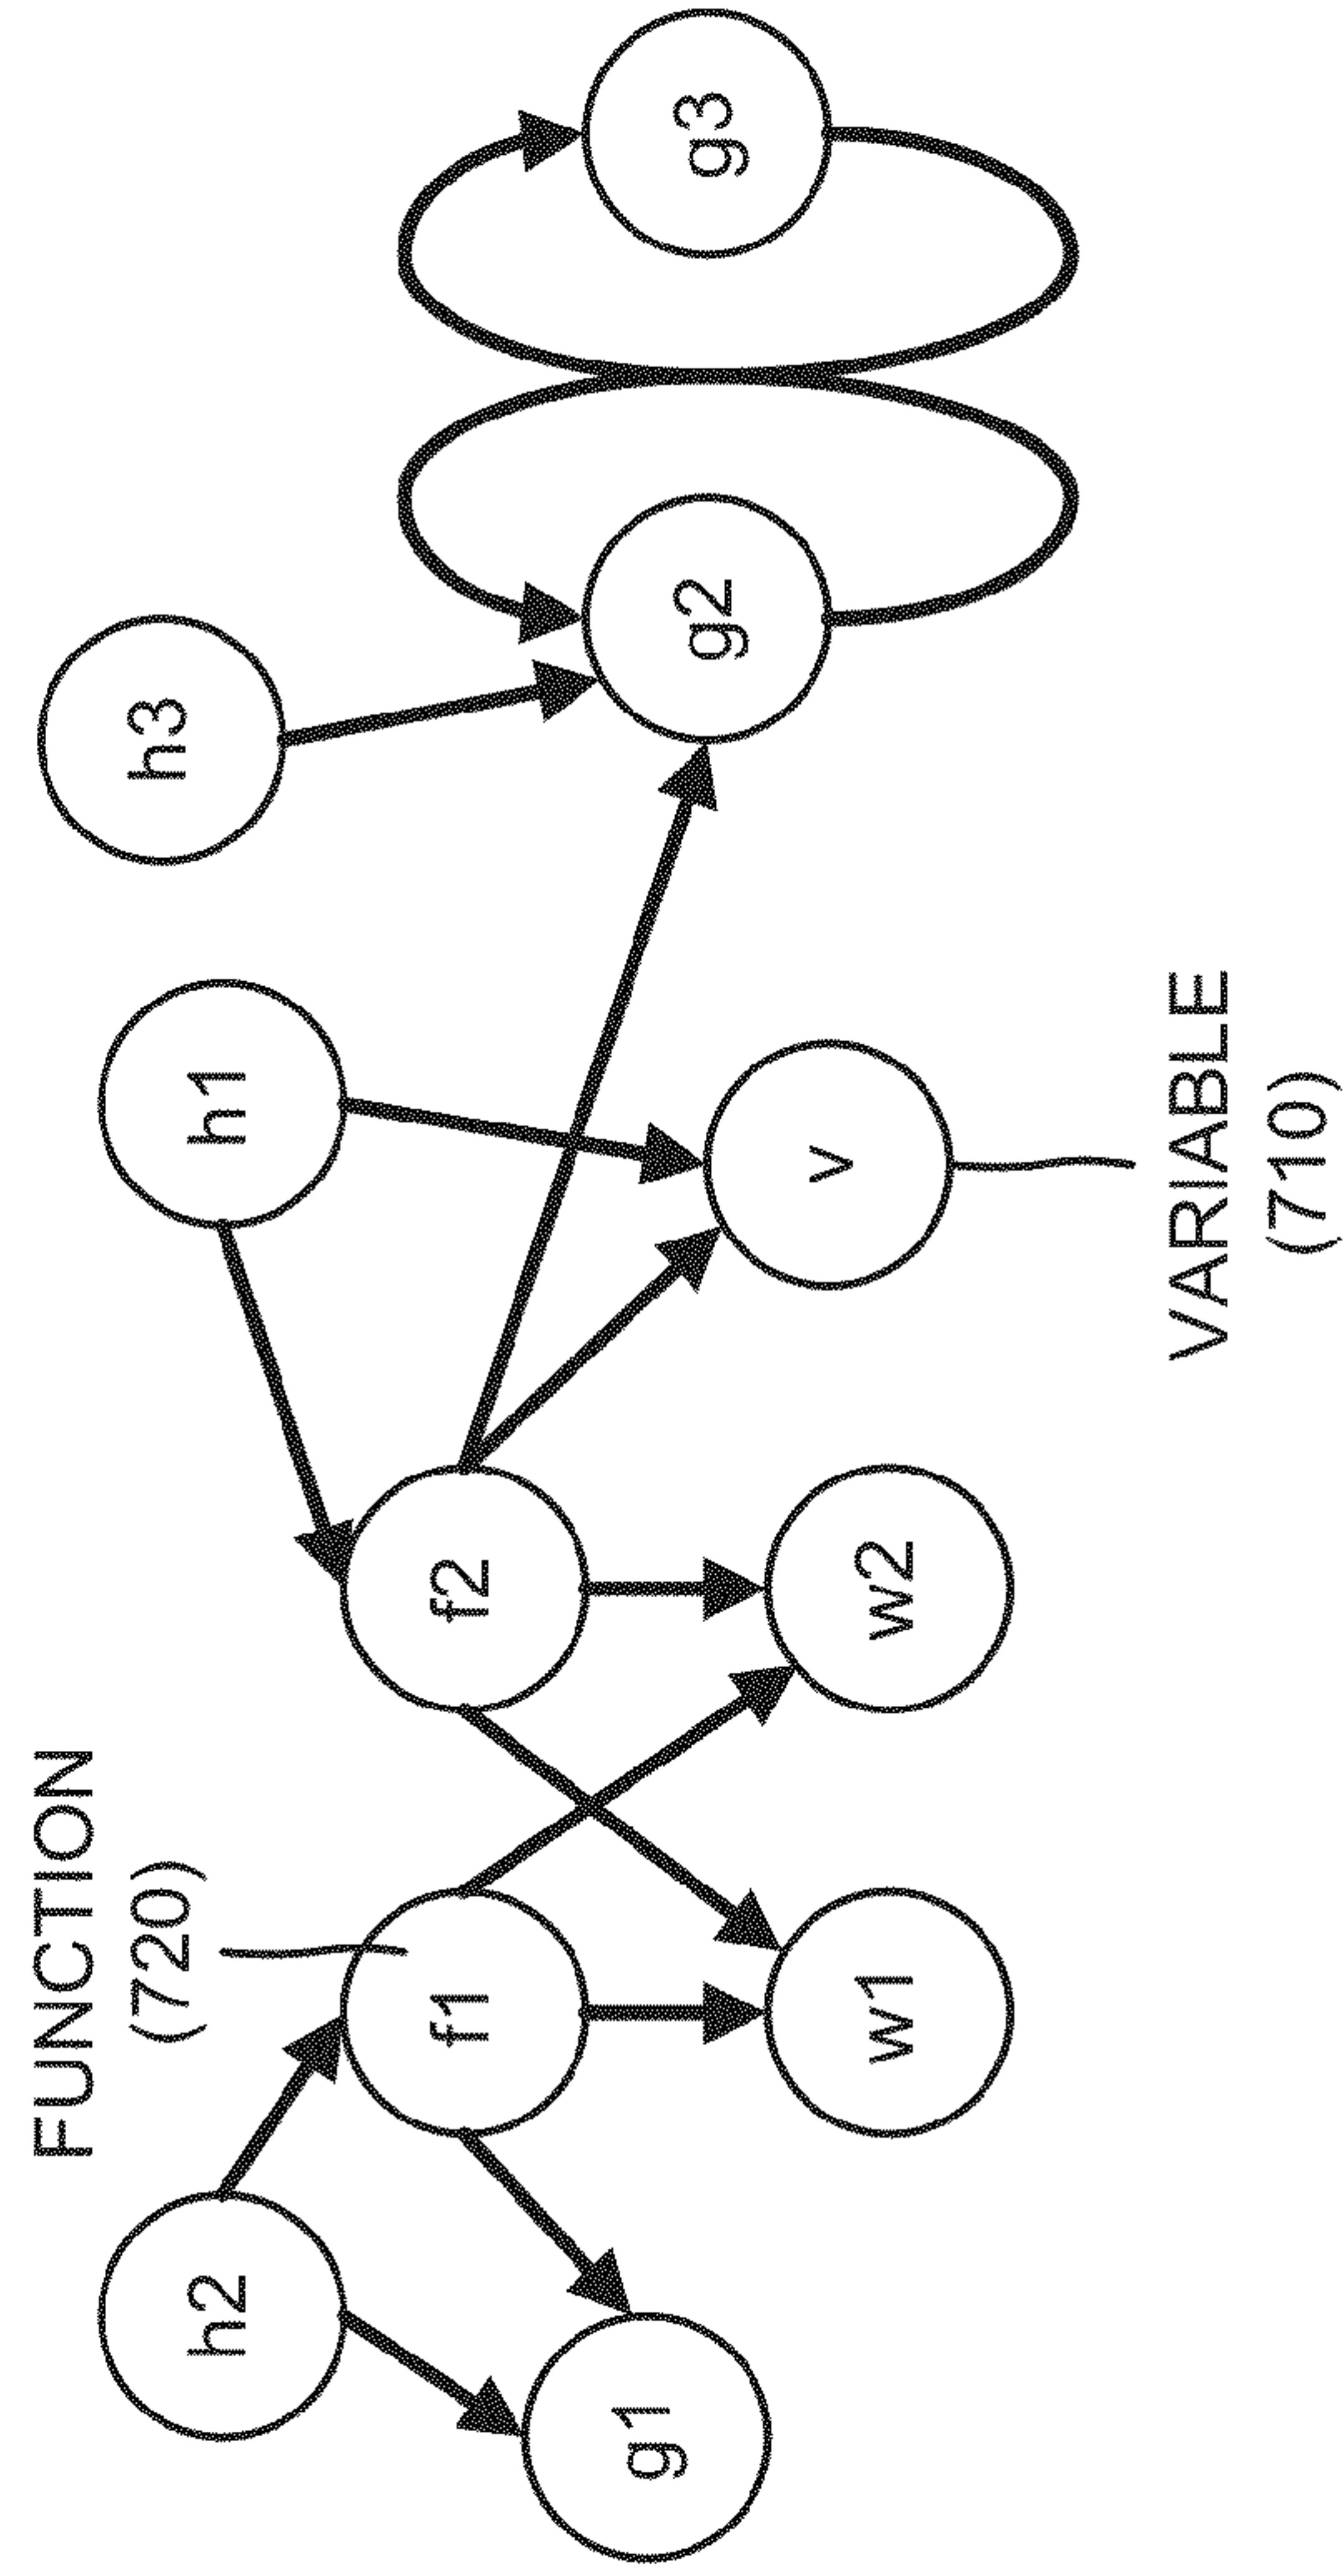 FUNCTION
(720)
h2
h1
h3
f1
f2
g1
g2
g3
w1
w2
v
VARIABLE
(710)